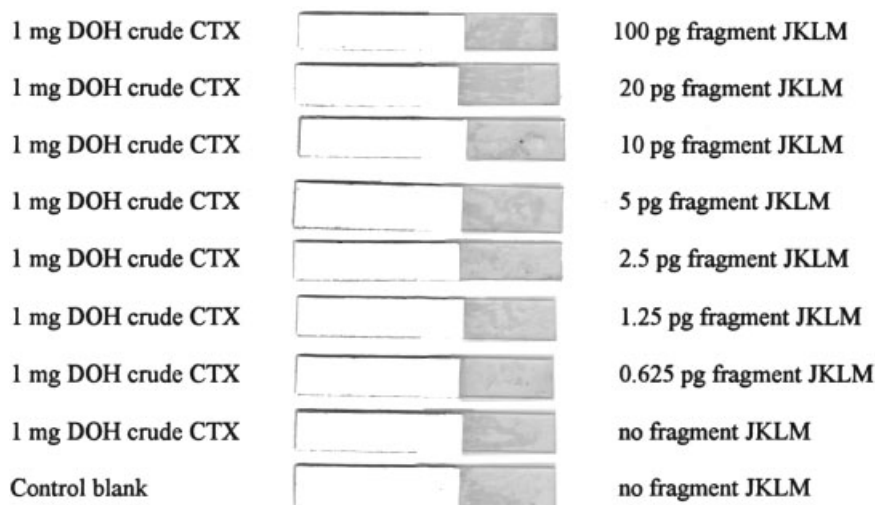 1 mg DOH crude CTX 100 pg fragment JKLM
1 mg DOH crude CTX 20 pg fragment JKLM
1 mg DOH crude CTX 10 pg fragment JKLM
1 mg DOH crude CTX 5 pg fragment JKLM
1 mg DOH crude CTX 2.5 pg fragment JKLM
1 mg DOH crude CTX 1.25 pg fragment JKLM
1 mg DOH crude CTX 0.625 pg fragment JKLM
1 mg DOH crude CTX no fragment JKLM
Control blank no fragment JKLM